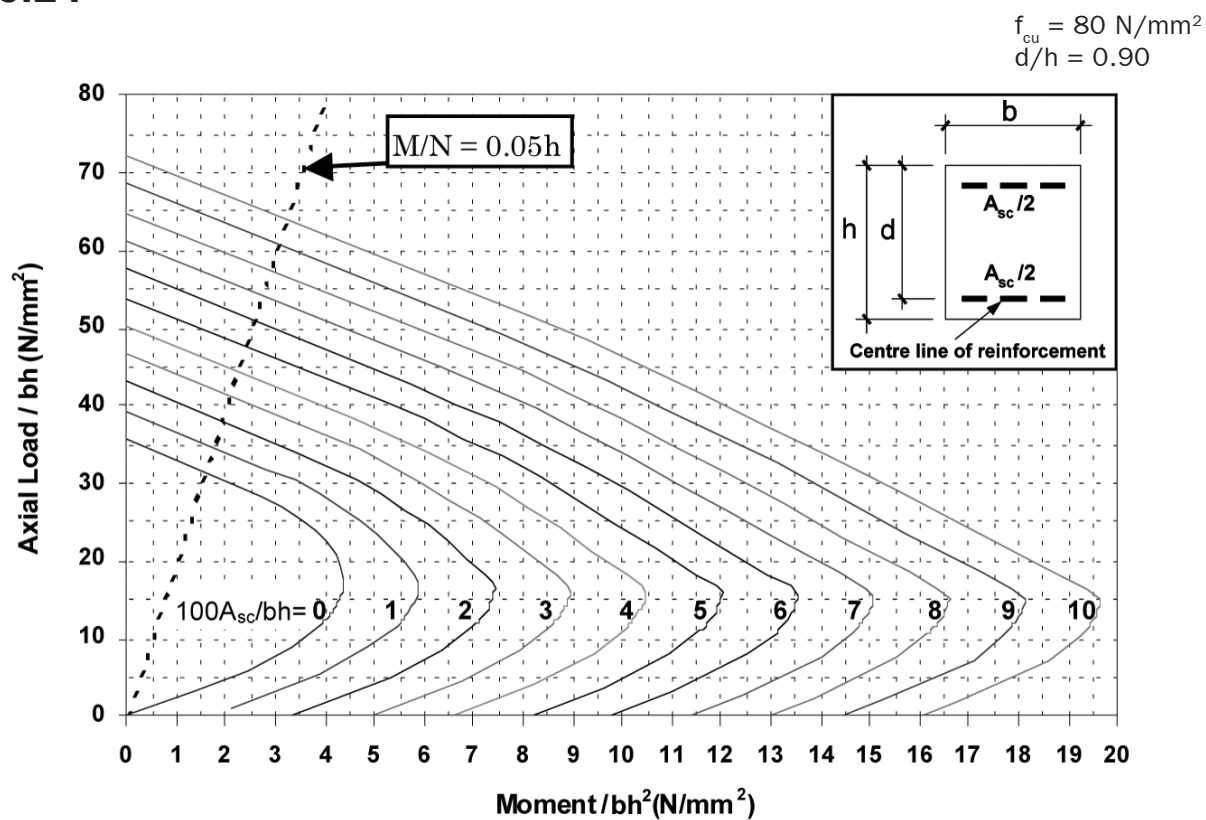 f_cu = 80 N/mm²
d/h = 0.90
80
70
60
50
40
30
20
10
0
Axial Load / bh (N/mm²)
M/N = 0.05h
b
h
d
A_sc /2
A_sc /2
Centre line of reinforcement
100A_sc/bh= 0 1 2 3 4 5 6 7 8 9 10
0 1 2 3 4 5 6 7 8 9 10 11 12 13 14 15 16 17 18 19 20
Moment / bh² (N/mm²)